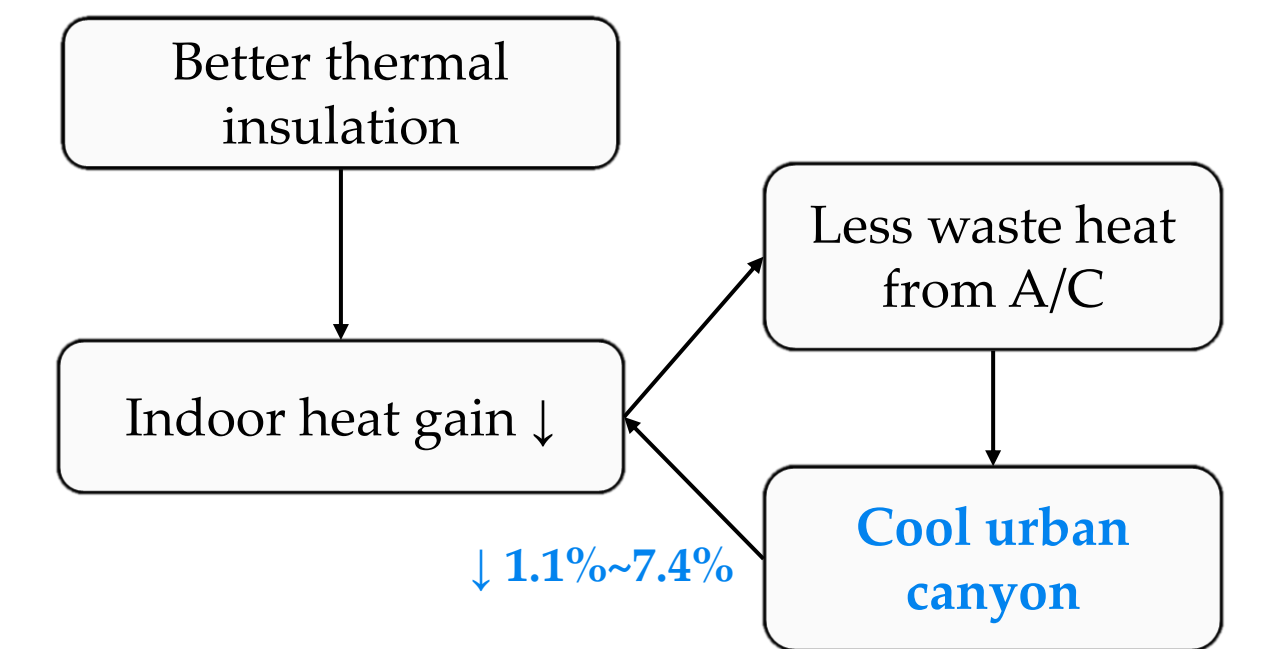 Better thermal
insulation
Less waste heat
from A/C
Indoor heat gain ↓
Cool urban
canyon
↓ 1.1%~7.4%